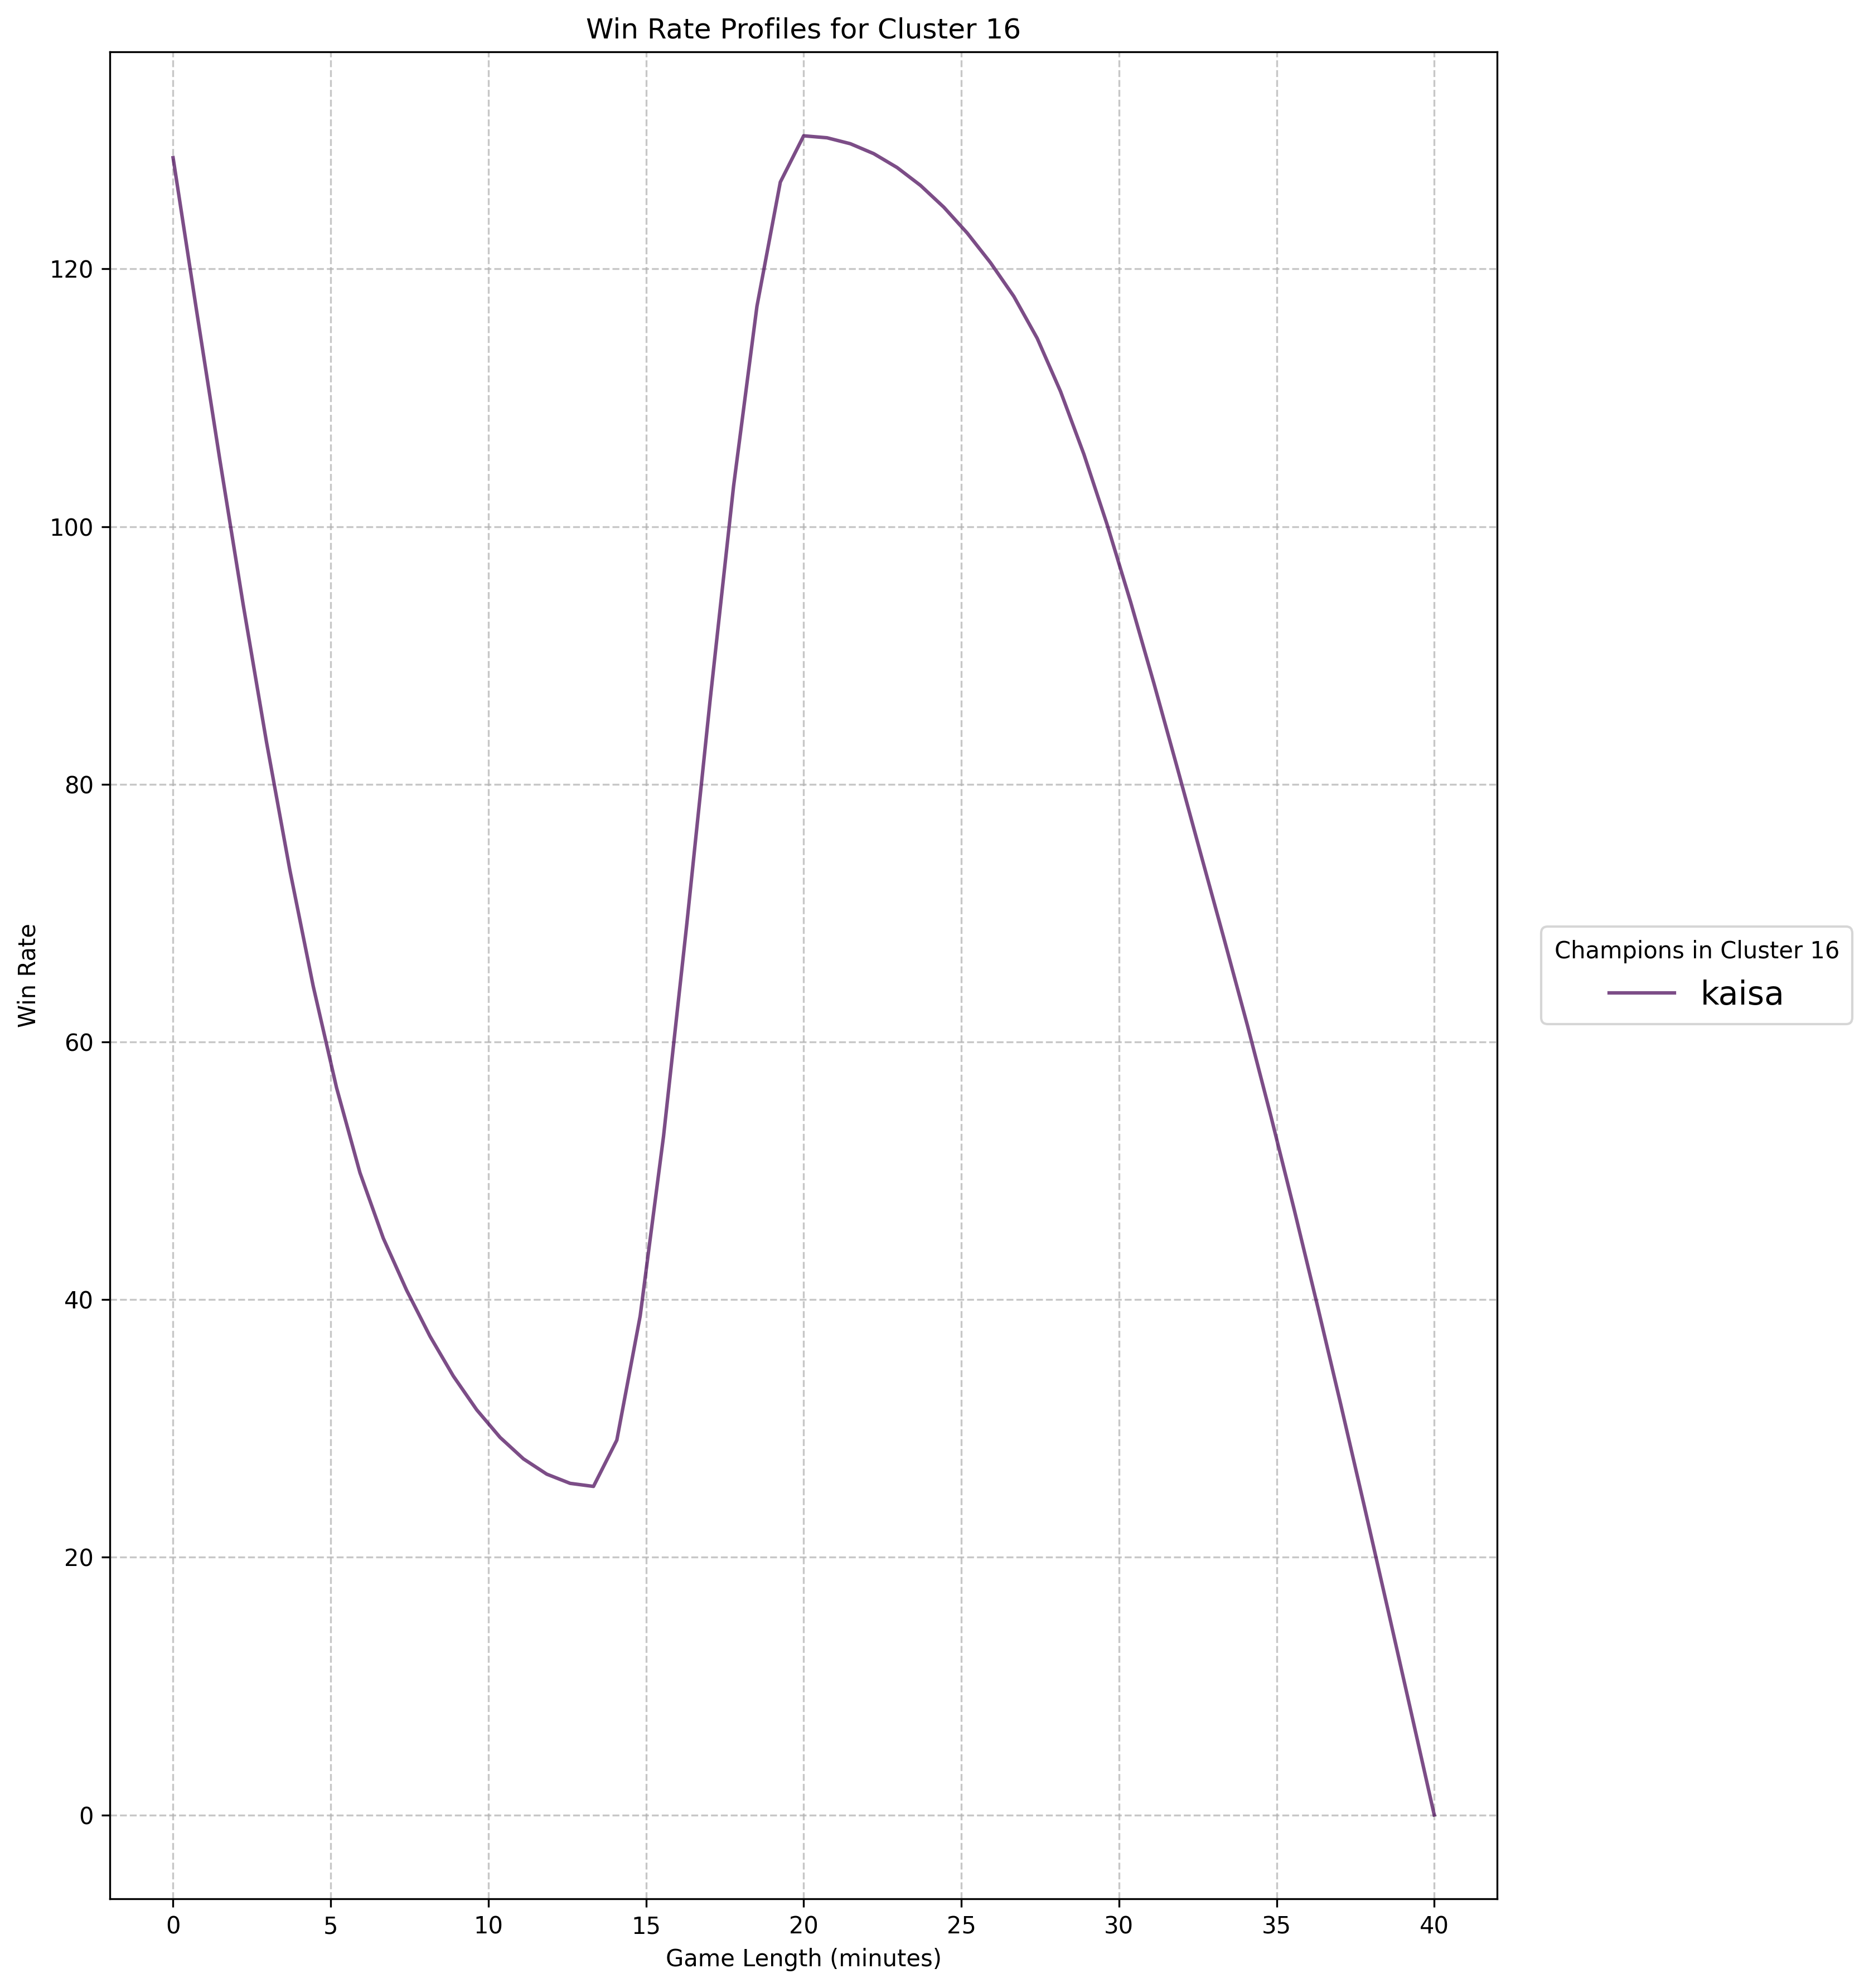 Win Rate Profiles for Cluster 16
120
100
80
60
40
20
0
Win Rate
0 5 10 15 20 25 30 35 40
Game Length (minutes)
Champions in Cluster 16
kaisa